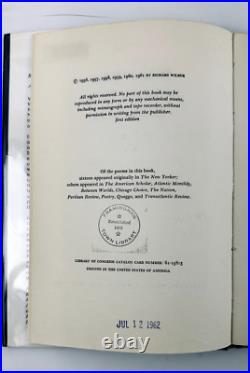 © 1956, 1957, 1958, 1959, 1960, 1961 BY RICHARD WILBUR
All rights reserved. No part of this book may be
reproduced in any form or by any mechanical means,
including mimeograph and tape recorder, without
permission in writing from the publisher.
first edition
Of the poems in this book,
sixteen appeared originally in The New Yorker;
others appeared in The American Scholar, Atlantic Monthly,
Between Worlds, Chicago Choice, The Nation,
Partisan Review, Poetry, Quagga, and Transatlantic Review.
FRAMINGHAM
Established
TOWN LIBRARY
LIBRARY OF CONGRESS CATALOG CARD NUMBER:
PRINTED IN THE UNITED STATES OF AMERICA
JUL 12 1962